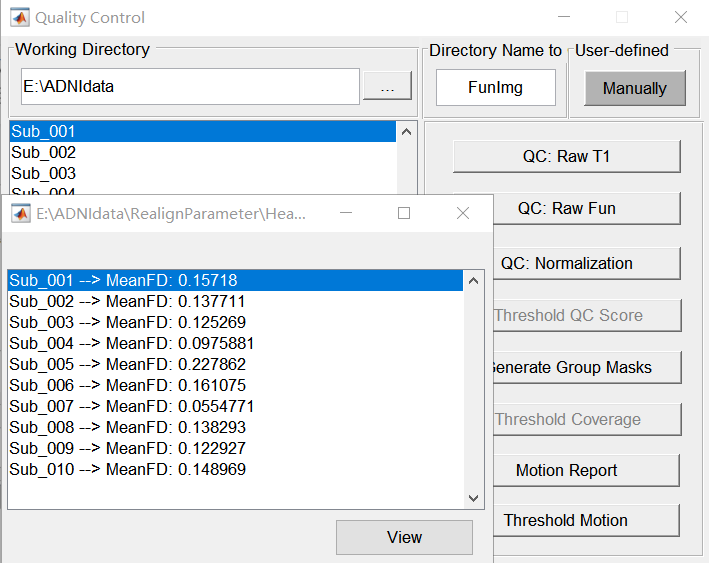 Quality Control
Working Directory
Directory Name to
User-defined
E:\ADNIdata
...
FunImg
Manually
Sub_001
Sub_002
Sub_003
QC: Raw T1
QC: Raw Fun
QC: Normalization
Threshold QC Score
Generate Group Masks
Threshold Coverage
Motion Report
Threshold Motion
E:\ADNIdata\RealignParameter\Hea...
Sub_001 --> MeanFD: 0.15718
Sub_002 --> MeanFD: 0.137711
Sub_003 --> MeanFD: 0.125269
Sub_004 --> MeanFD: 0.0975881
Sub_005 --> MeanFD: 0.227862
Sub_006 --> MeanFD: 0.161075
Sub_007 --> MeanFD: 0.0554771
Sub_008 --> MeanFD: 0.138293
Sub_009 --> MeanFD: 0.122927
Sub_010 --> MeanFD: 0.148969
View